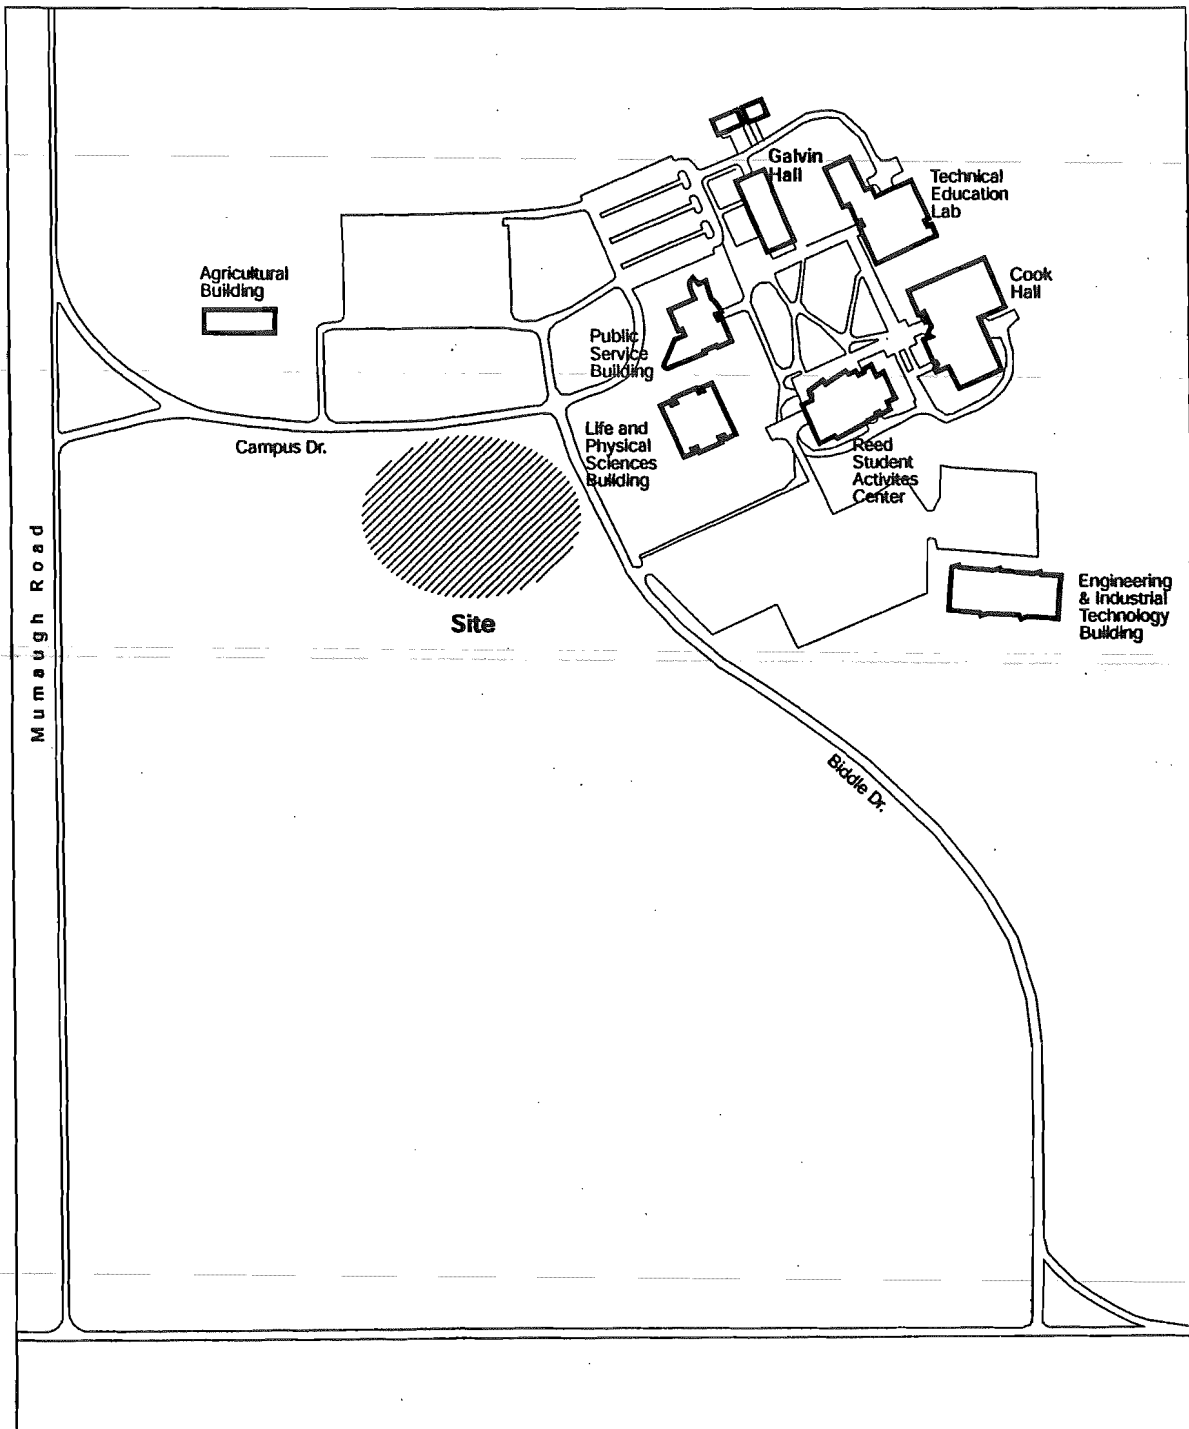 Galvin
Hall
Technical
Education
Lab
Agricultural
Building
Cook
Hall
Public
Service
Building
Campus Dr.
Life and
Physical
Sciences
Building
Reed
Student
Activites
Center
Mumaugh Road
Site
Engineering
& Industrial
Technology
Building
Biddle Dr.